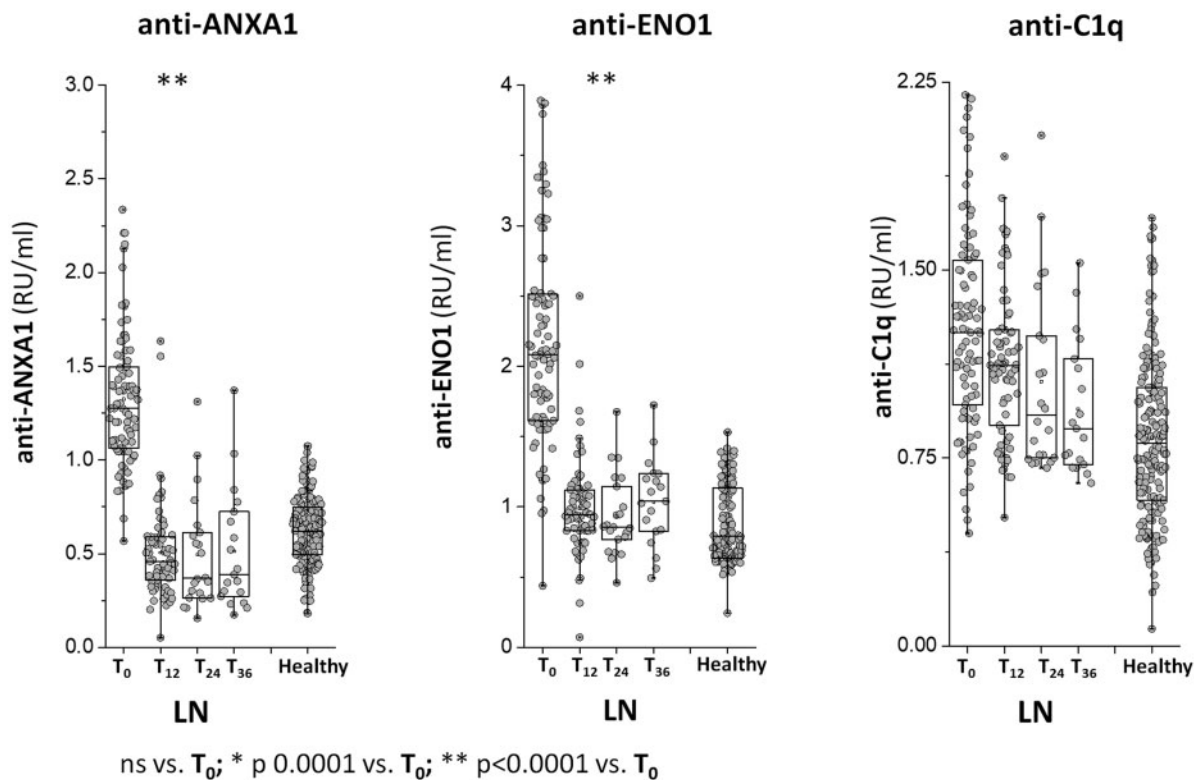 anti-ANXA1
anti-ENO1
anti-C1q
**
**
anti-ANXA1 (RU/ml)
3.0
2.5
2.0
1.5
1.0
0.5
0.0
T0 T12 T24 T36 Healthy
LN
anti-ENO1 (RU/ml)
4
3
2
1
0
T0 T12 T24 T36 Healthy
LN
anti-C1q (RU/ml)
2.25
1.50
0.75
0.00
T0 T12 T24 T36 Healthy
LN
ns vs. T0; * p 0.0001 vs. T0; ** p<0.0001 vs. T0